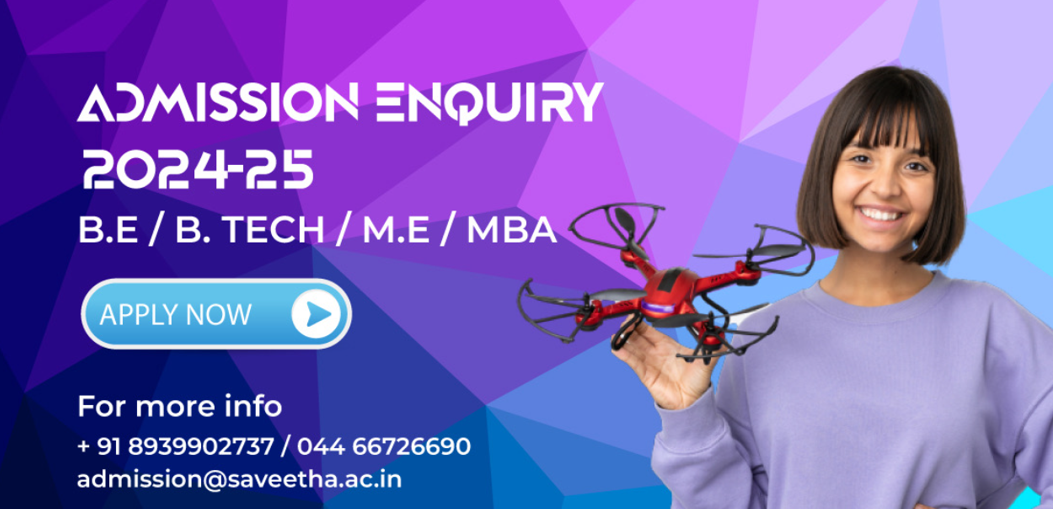 ADMISSION ENQUIRY
2024-25
B.E / B. TECH / M.E / MBA
APPLY NOW
For more info
+ 91 8939902737 / 044 66726690
admission@saveetha.ac.in